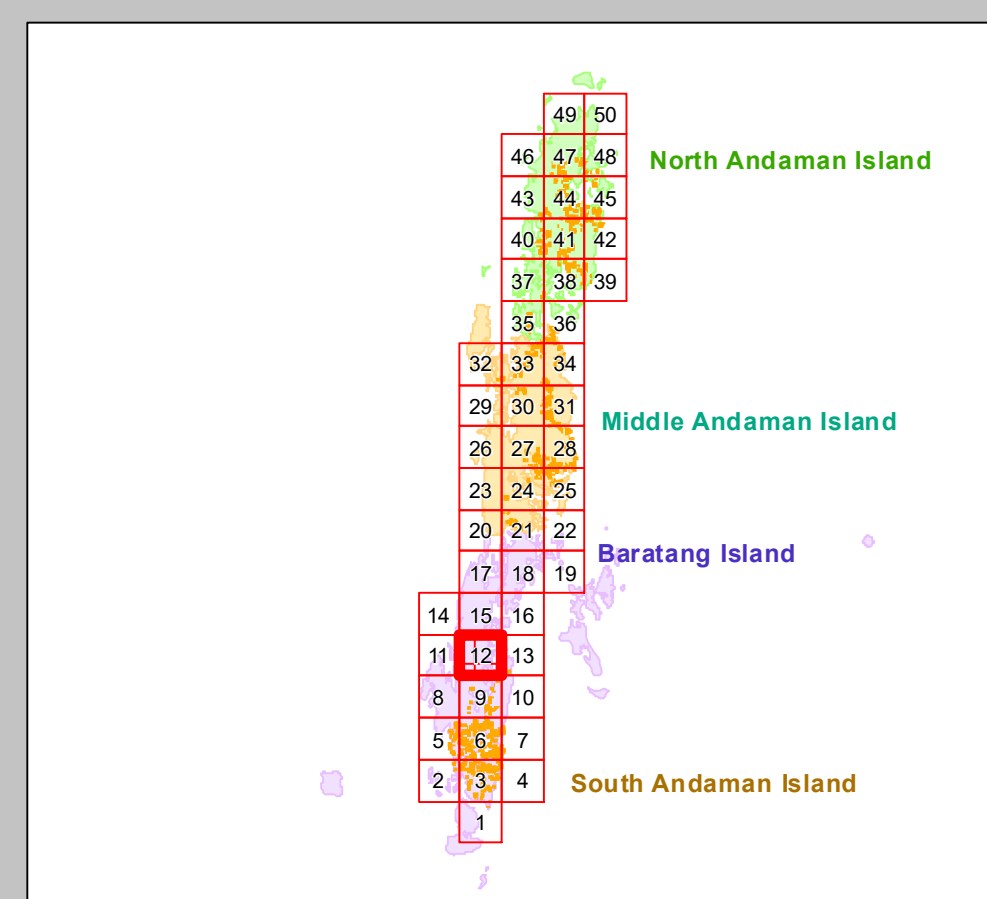 49 50
46 47 48
North Andaman Island
43 44 45
40 41 42
37 38 39
35 36
32 33 34
29 30 31
Middle Andaman Island
26 27 28
23 24 25
20 21 22
Baratang Island
17 18 19
14 15 16
11 12 13
8 9 10
5 6 7
2 3 4
South Andaman Island
1